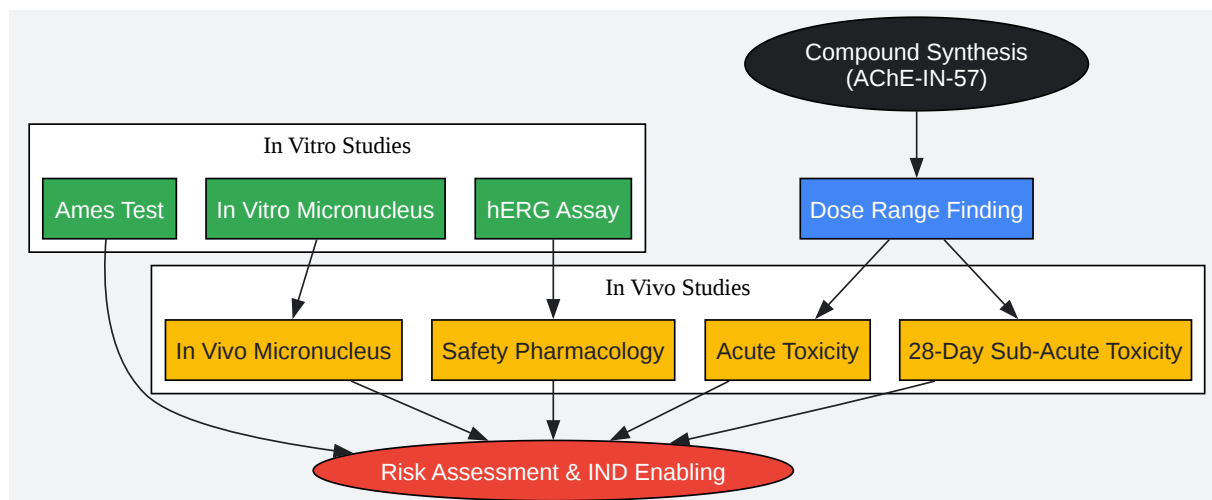 Compound Synthesis
(AChE-IN-57)
In Vitro Studies
Ames Test
In Vitro Micronucleus
hERG Assay
Dose Range Finding
In Vivo Studies
In Vivo Micronucleus
Safety Pharmacology
Acute Toxicity
28-Day Sub-Acute Toxicity
Risk Assessment & IND Enabling